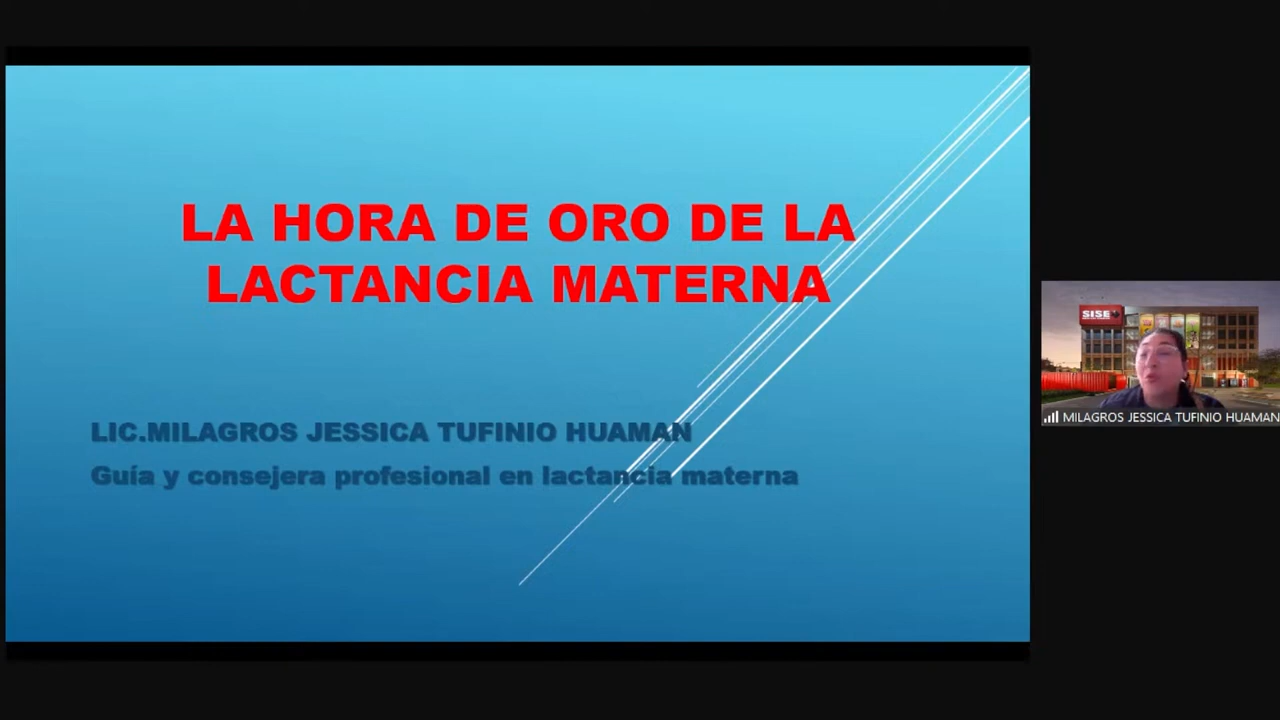 LA HORA DE ORO DE LA
LACTANCIA MATERNA
LIC.MILAGROS JESSICA TUFINIO HUAMAN
Guía y consejera profesional en lactancia materna
SISE
MILAGROS JESSICA TUFINIO HUAMAN